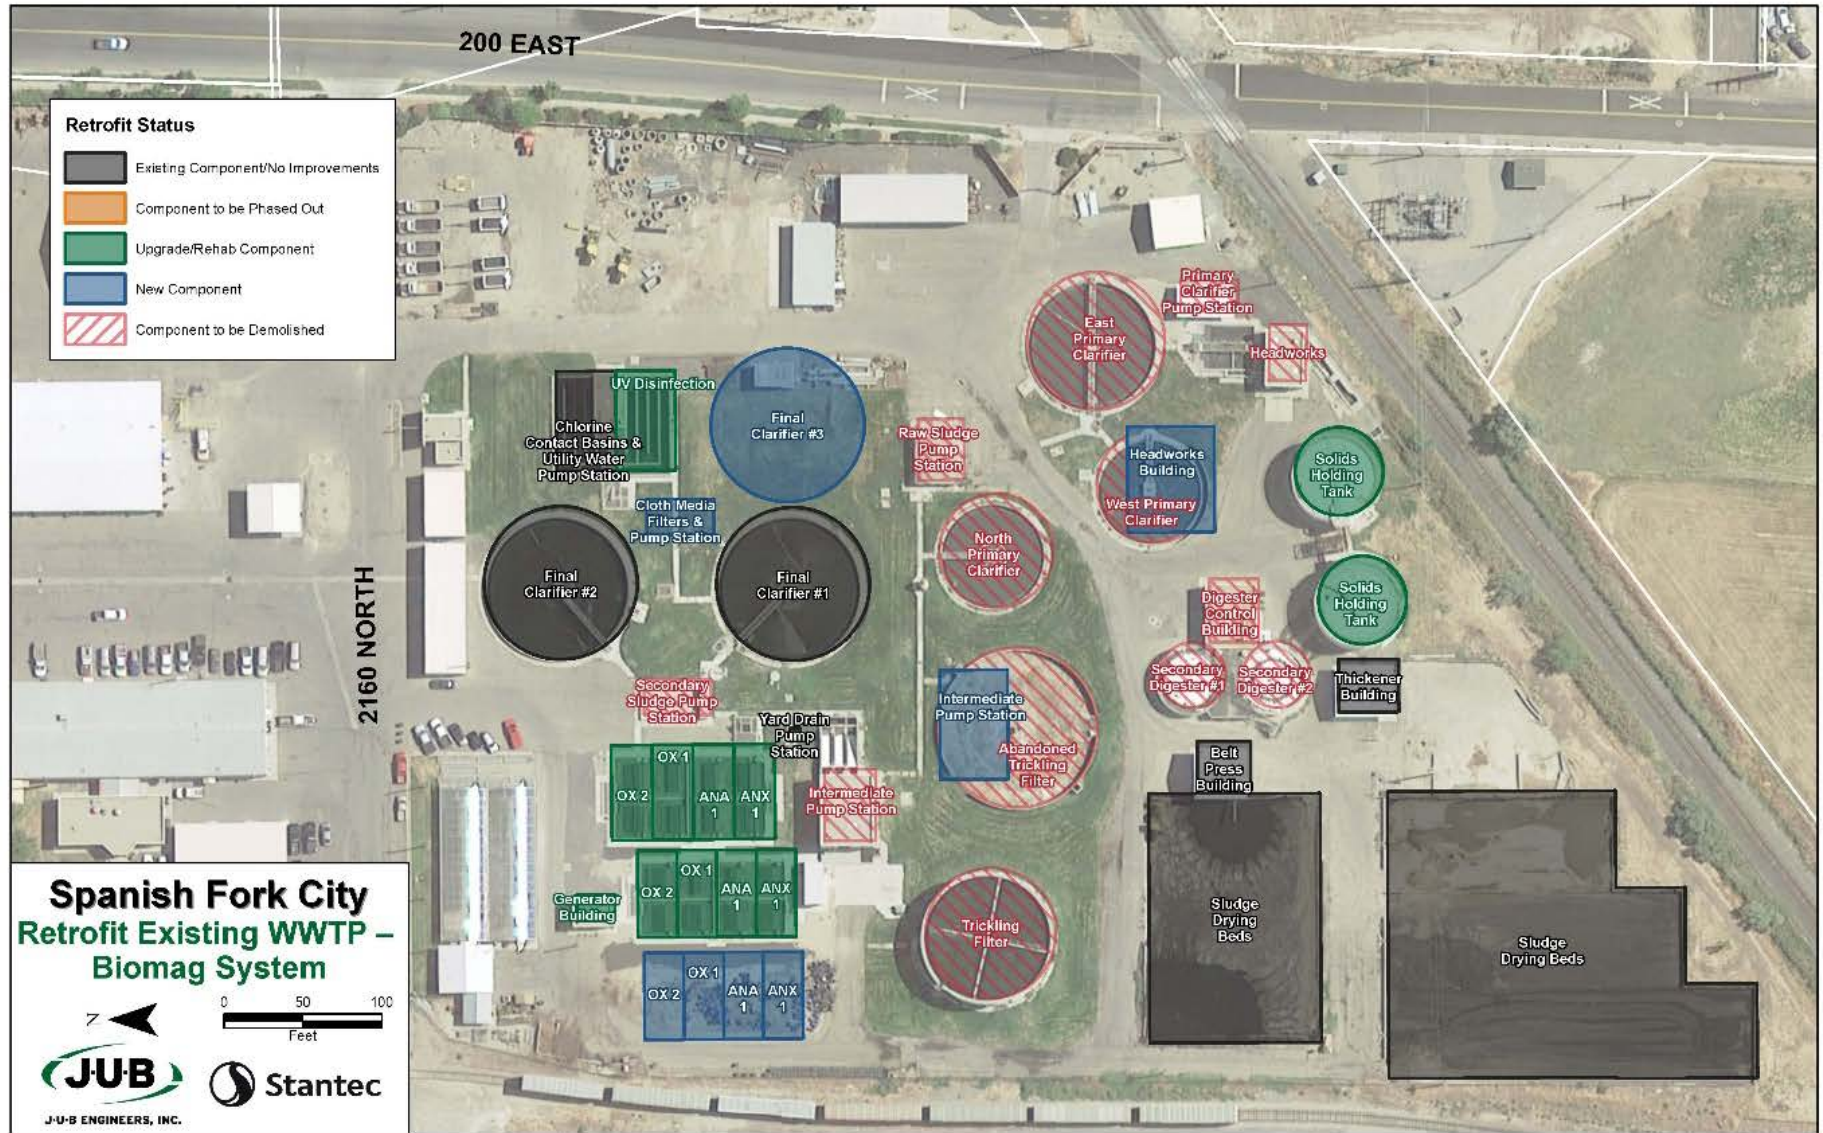 200 EAST
Retrofit Status
Existing Component/No Improvements
Component to be Phased Out
Upgrade/Rehab Component
New Component
Component to be Demolished
Primary
Clarifier
Pump Station
East
Primary
Clarifier
Headworks
UV Disinfection
Chlorine
Contact Basins &
Utility Water
Pump Station
Final
Clarifier #3
Raw Sludge
Pump
Station
Headworks
Building
West Primary
Clarifier
Solids
Holding
Tank
Cloth Media
Filters &
Pump Station
North
Primary
Clarifier
Final
Clarifier #2
Final
Clarifier #1
Digester
Control
Building
Solids
Holding
Tank
2160 NORTH
Secondary
Sludge Pump
Station
Secondary
Digester #1
Secondary
Digester #2
Thickener
Building
Intermediate
Pump Station
Abandoned
Trickling
Filter
Yard Drain
Pump
Station
Belt
Press
Building
OX 2
OX 1
ANA
1
ANX
1
Intermediate
Pump Station
OX 2
OX 1
ANA
1
ANX
1
Generator
Building
Trickling
Filter
Sludge
Drying
Beds
Sludge
Drying Beds
OX 2
OX 1
ANA
1
ANX
1
Spanish Fork City
Retrofit Existing WWTP –
Biomag System
N
0 50 100
Feet
J·U·B
J·U·B ENGINEERS, INC.
Stantec